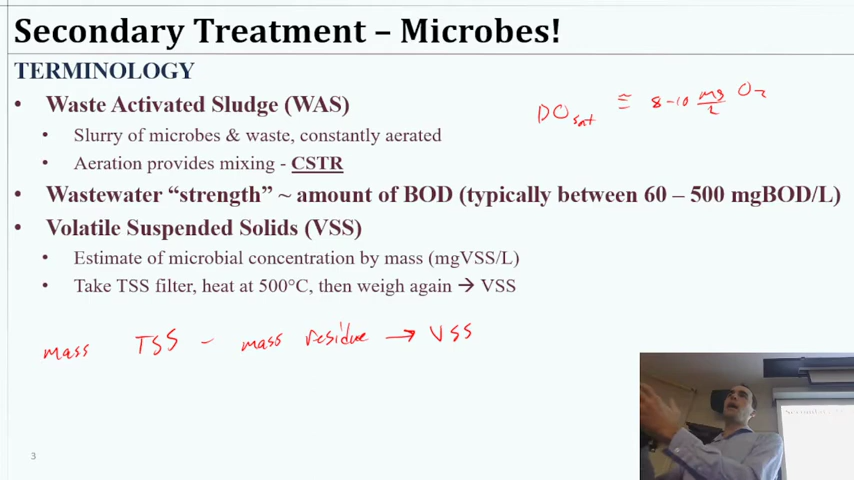 Secondary Treatment – Microbes!
TERMINOLOGY
• Waste Activated Sludge (WAS)
DOsat ≡ 8-10 mg/L O2
• Slurry of microbes & waste, constantly aerated
• Aeration provides mixing - CSTR
• Wastewater “strength” ~ amount of BOD (typically between 60 – 500 mgBOD/L)
• Volatile Suspended Solids (VSS)
• Estimate of microbial concentration by mass (mgVSS/L)
• Take TSS filter, heat at 500°C, then weigh again → VSS
mass TSS - mass residue → VSS
3